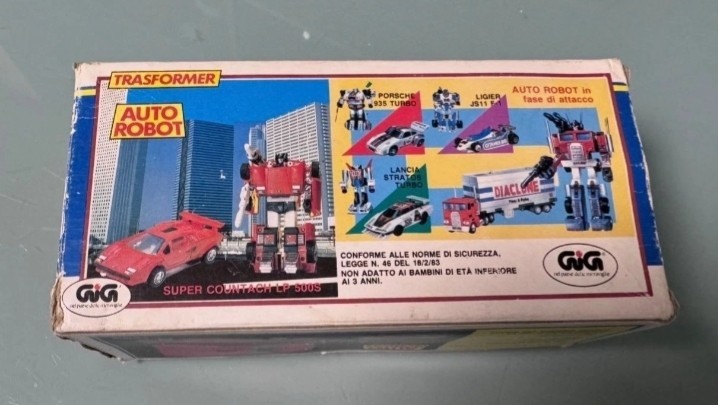 TRASFORMER
AUTO
ROBOT
SUPER COUNTACH LP 500S
GiG
PORSCHE
935 TURBO
LIGIER
JS11 F.1
AUTO ROBOT in
fase di attacco
LANCIA
STRATOS
TURBO
DIACLONE
CONFORME ALLE NORME DI SICUREZZA,
LEGGE N. 46 DEL 18/2/83
NON ADATTO AI BAMBINI DI ETÀ INFERIORE
AI 3 ANNI.
GiG